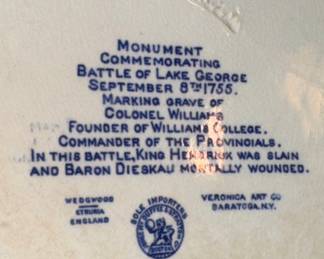 MONUMENT
COMMEMORATING
BATTLE OF LAKE GEORGE
SEPTEMBER 8TH 1755.
MARKING GRAVE OF
COLONEL WILLIAMS
FOUNDER OF WILLIAMS COLLEGE.
COMMANDER OF THE PROVINCIALS.
IN THIS BATTLE, KING HENDRICK WAS SLAIN
AND BARON DIESKAU MORTALLY WOUNDED.
WEDGWOOD
ETRURIA
ENGLAND
SOLE IMPORTERS
VERONICA ART CO
SARATOGA.N.Y.